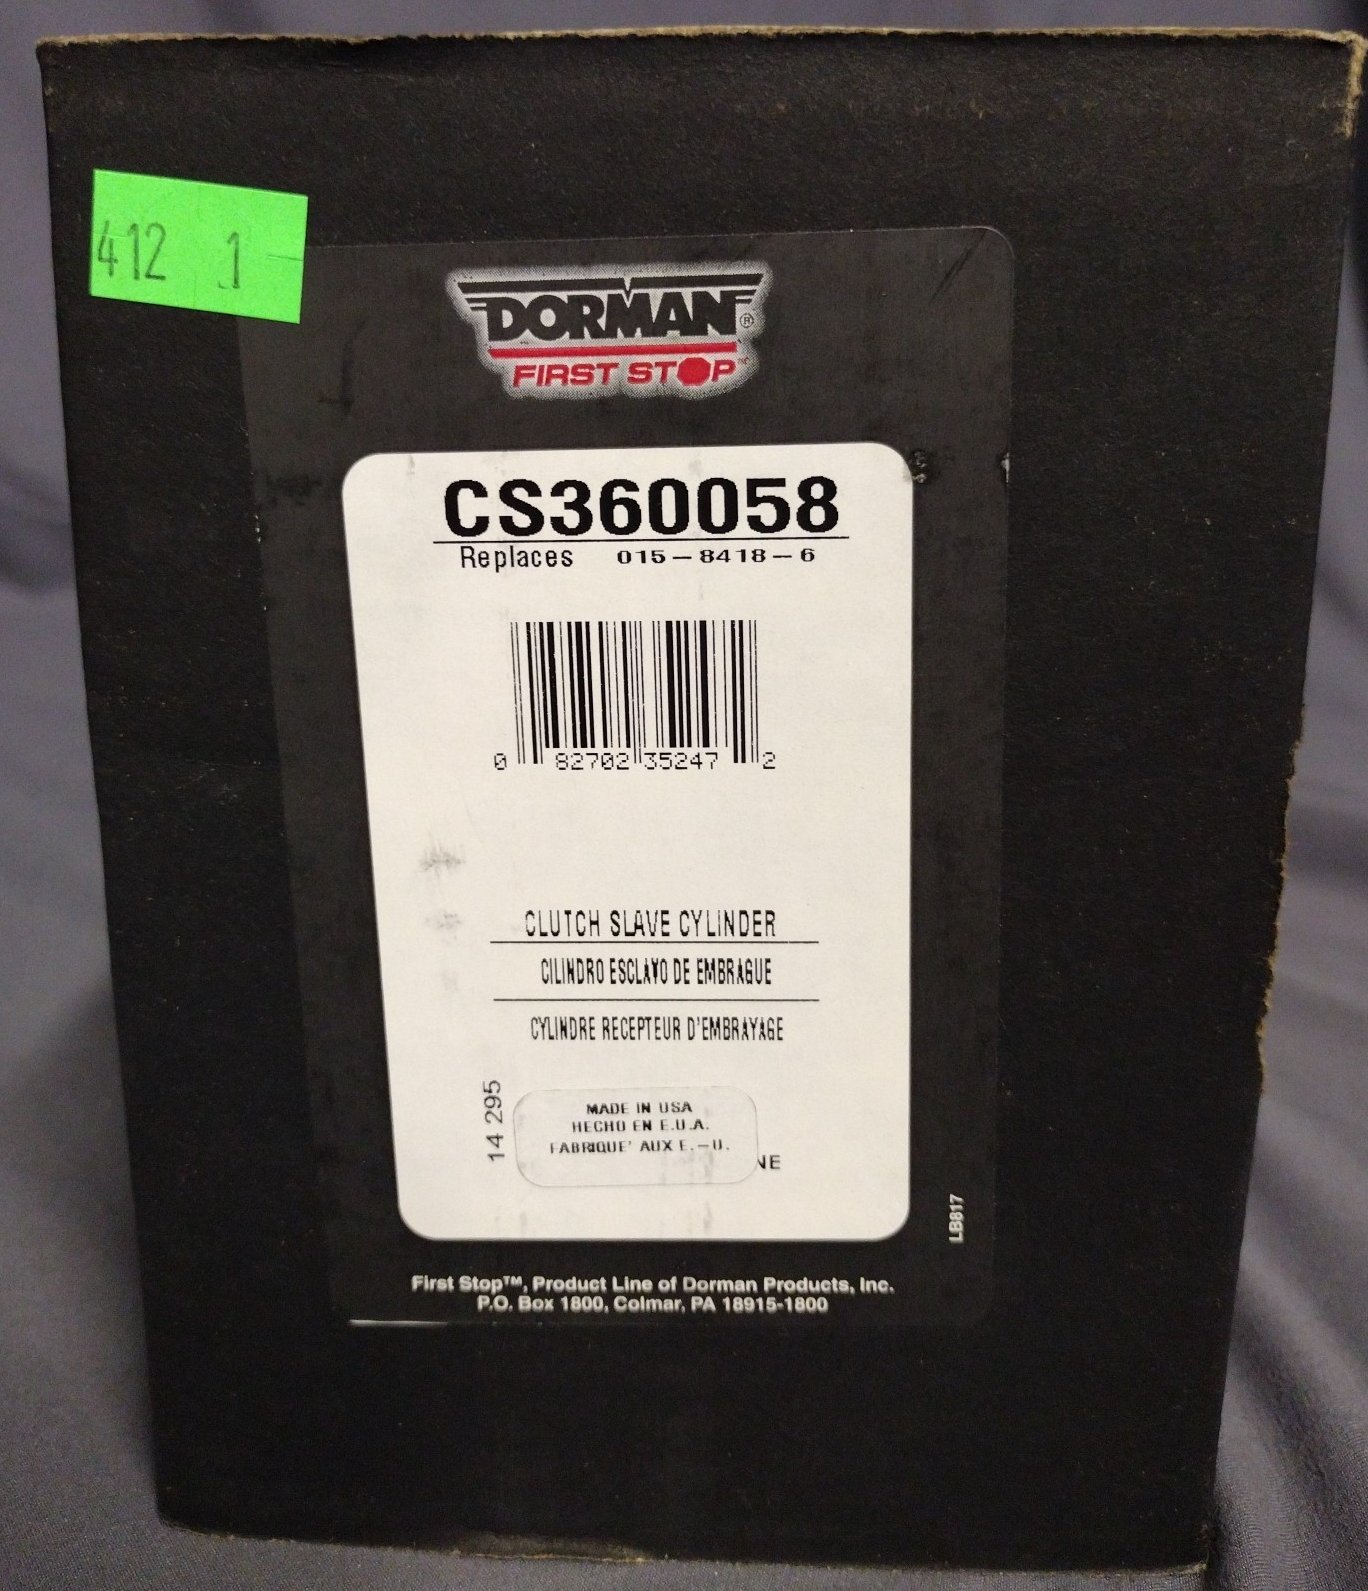 412 1
DORMAN®
FIRST STOP™
CS360058
Replaces 015-8418-6
0 82702 35247 2
CLUTCH SLAVE CYLINDER
CILINDRO ESCLAVO DE EMBRAGUE
CYLINDRE RECEPTEUR D'EMBRAYAGE
14 295
MADE IN USA
HECHO EN E.U.A.
FABRIQUE' AUX E.-U.
NE
LB817
First Stop™, Product Line of Dorman Products, Inc.
P.O. Box 1800, Colmar, PA 18915-1800